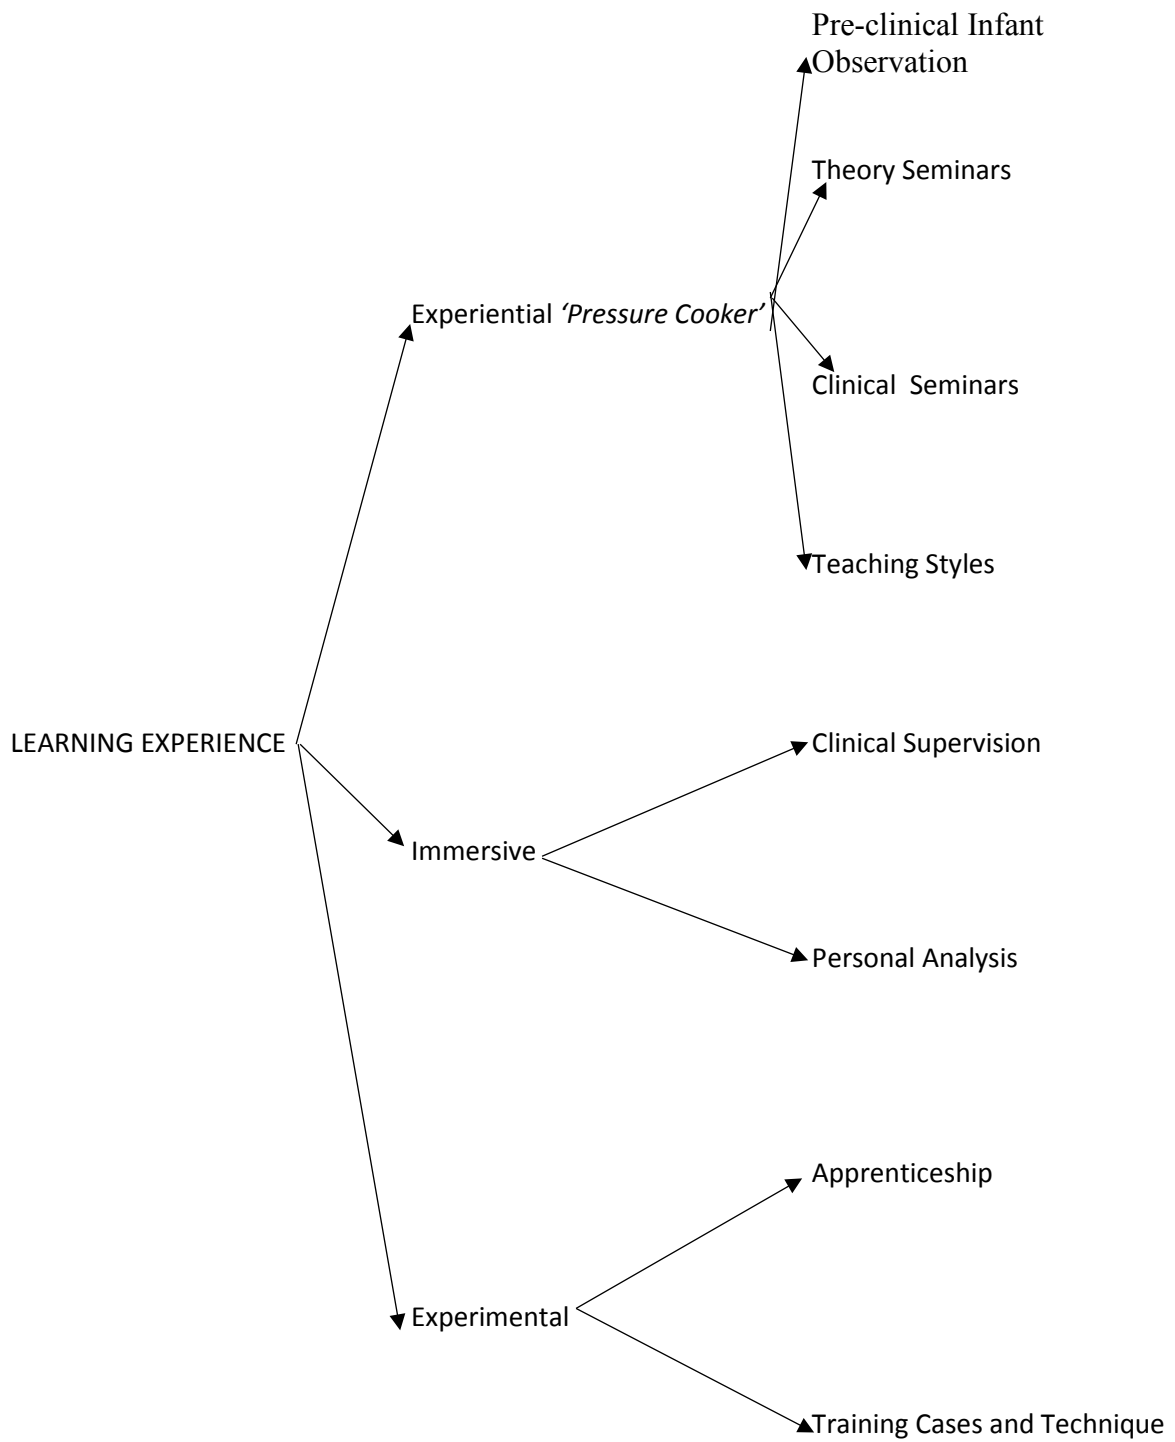 Pre-clinical Infant
Observation
Theory Seminars
Experiential ‘Pressure Cooker’
Clinical  Seminars
Teaching Styles
LEARNING EXPERIENCE
Clinical Supervision
Immersive
Personal Analysis
Apprenticeship
Experimental
Training Cases and Technique